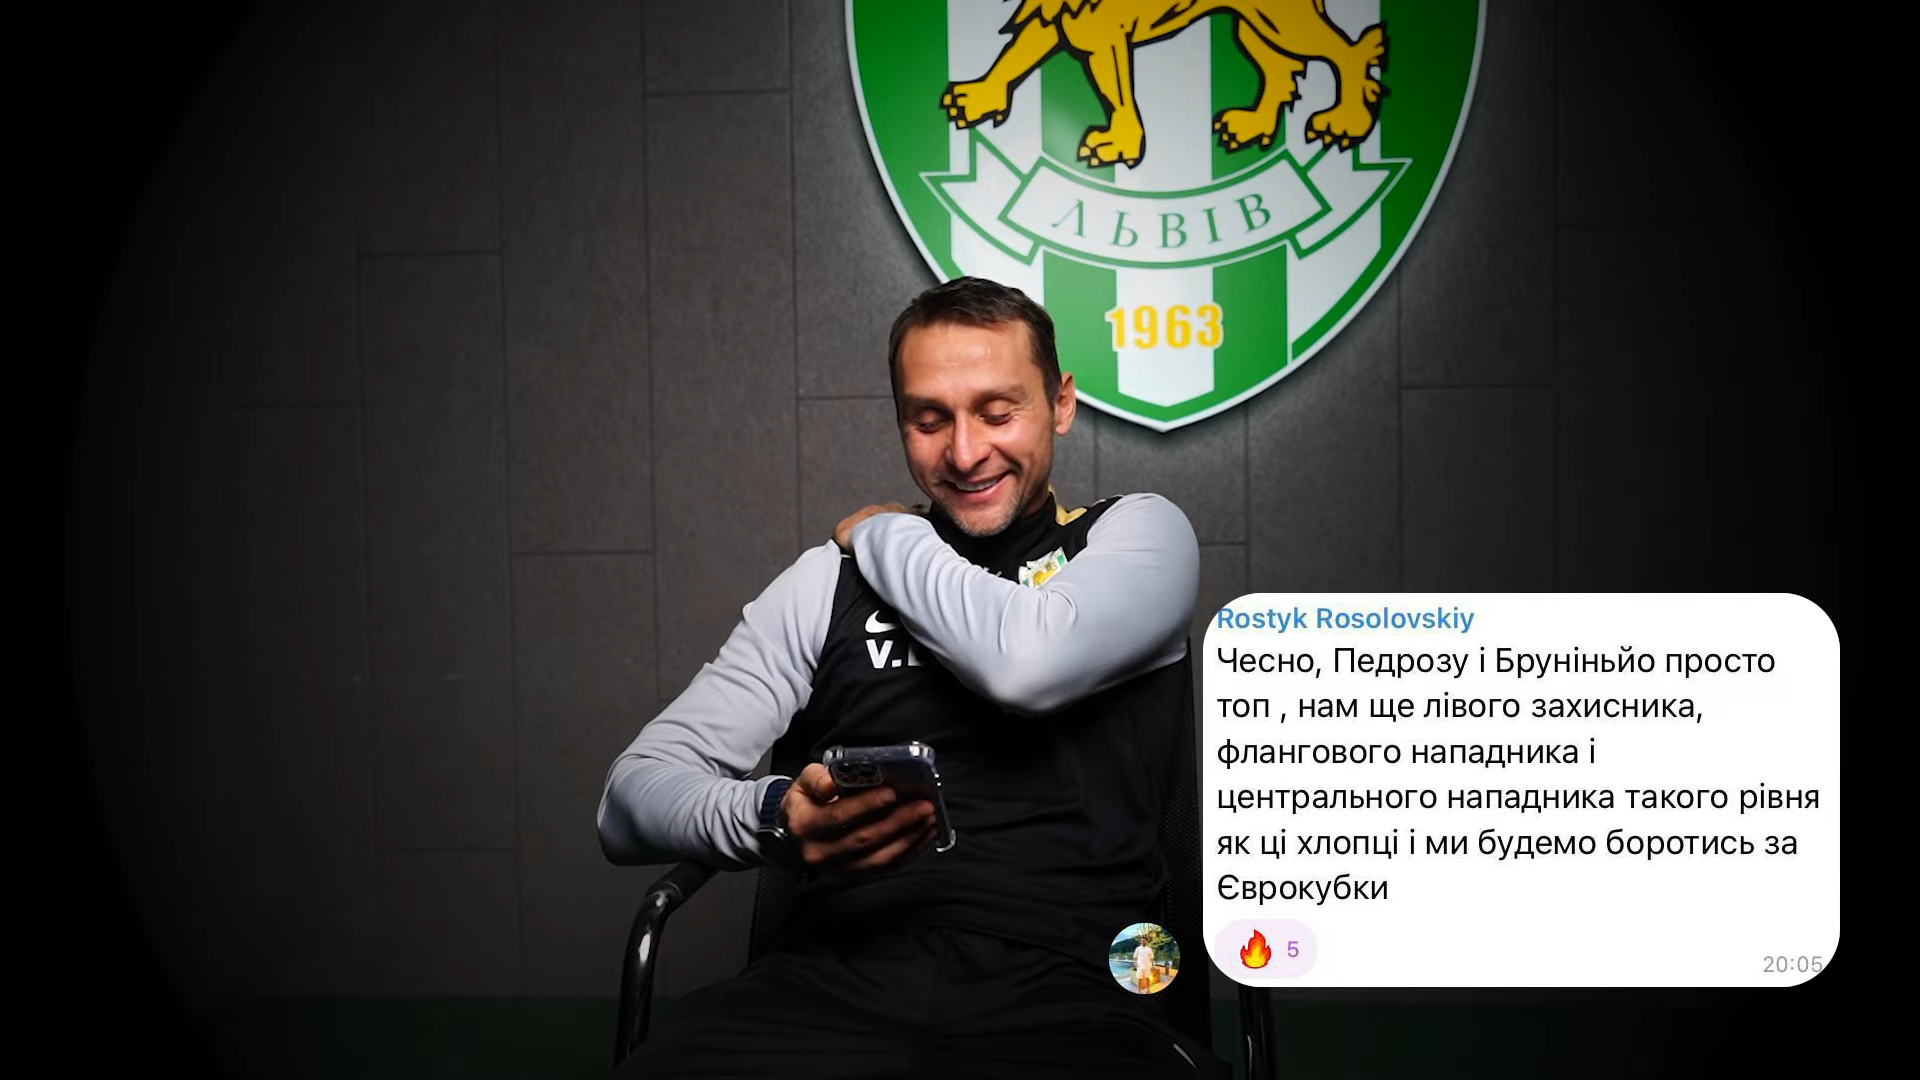 ЛЬВІВ
1963
V.
Rostyk Rosolovskiy
Чесно, Педрозу і Бруніньйо просто
топ , нам ще лівого захисника,
флангового нападника і
центрального нападника такого рівня
як ці хлопці і ми будемо боротись за
Єврокубки
🔥 5
20:05